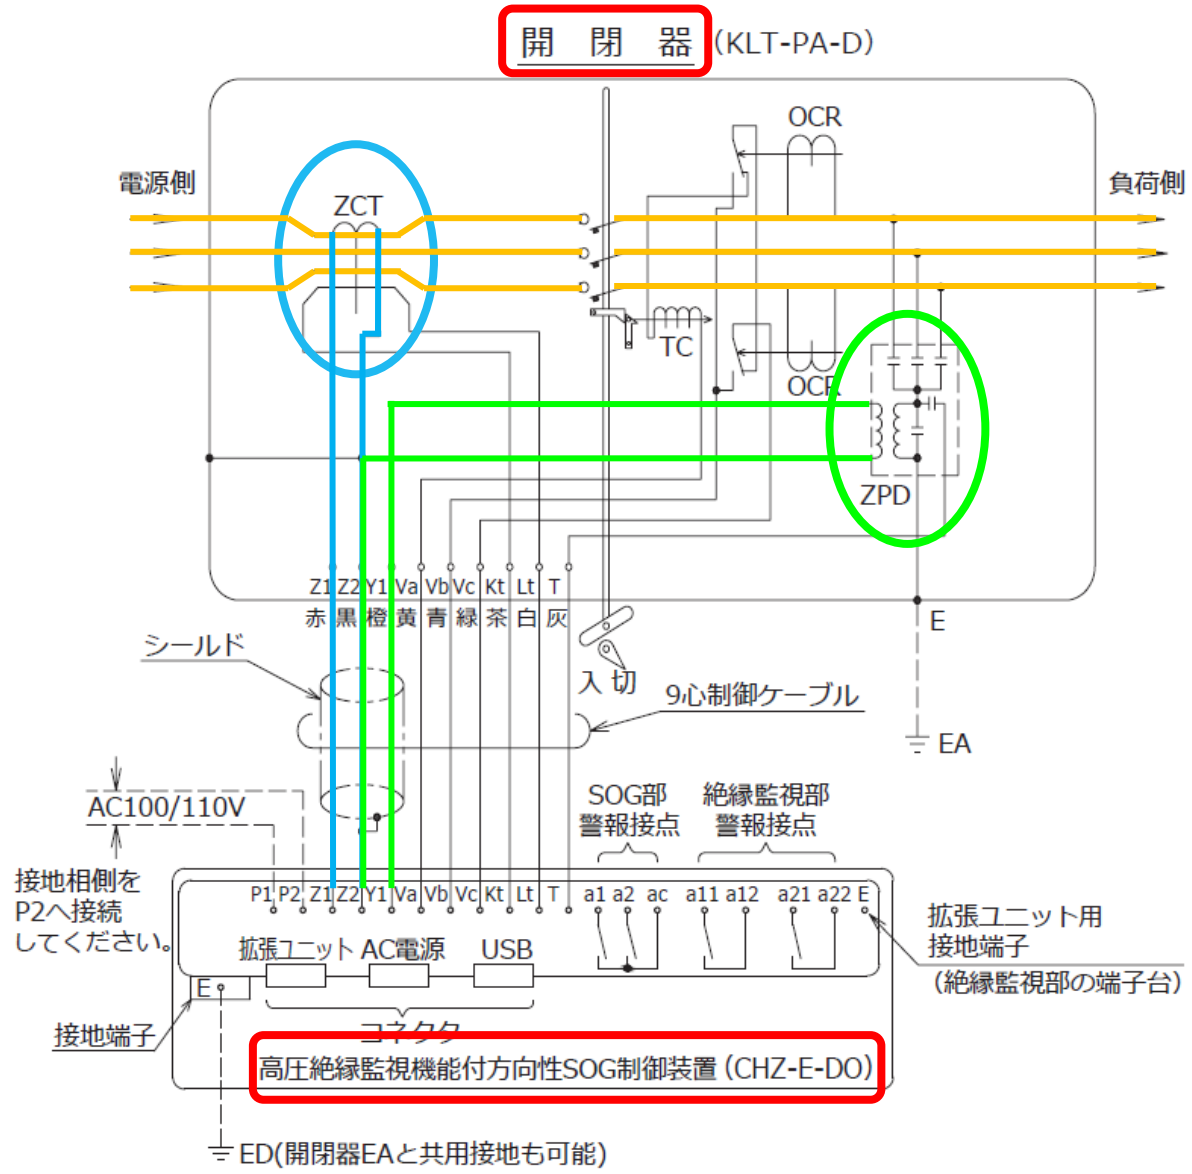 開 閉 器 (KLT-PA-D)
OCR
電源側
負荷側
ZCT
TC
OCR
ZPD
Z1 Z2 Y1 Va Vb Vc Kt Lt T
赤 黒 橙 黄 青 緑 茶 白 灰
E
シールド
入 切
9心制御ケーブル
EA
AC100/110V
SOG部
警報接点
絶縁監視部
警報接点
接地相側を
P2へ接続
してください。
P1 P2 Z1 Z2 Y1 Va Vb Vc Kt Lt T a1 a2 ac a11 a12 a21 a22 E
拡張ユニット用
接地端子
(絶縁監視部の端子台)
拡張ユニット AC電源 USB
E
コネクタ
接地端子
高圧絶縁監視機能付方向性SOG制御装置 (CHZ-E-DO)
ED(開閉器EAと共用接地も可能)